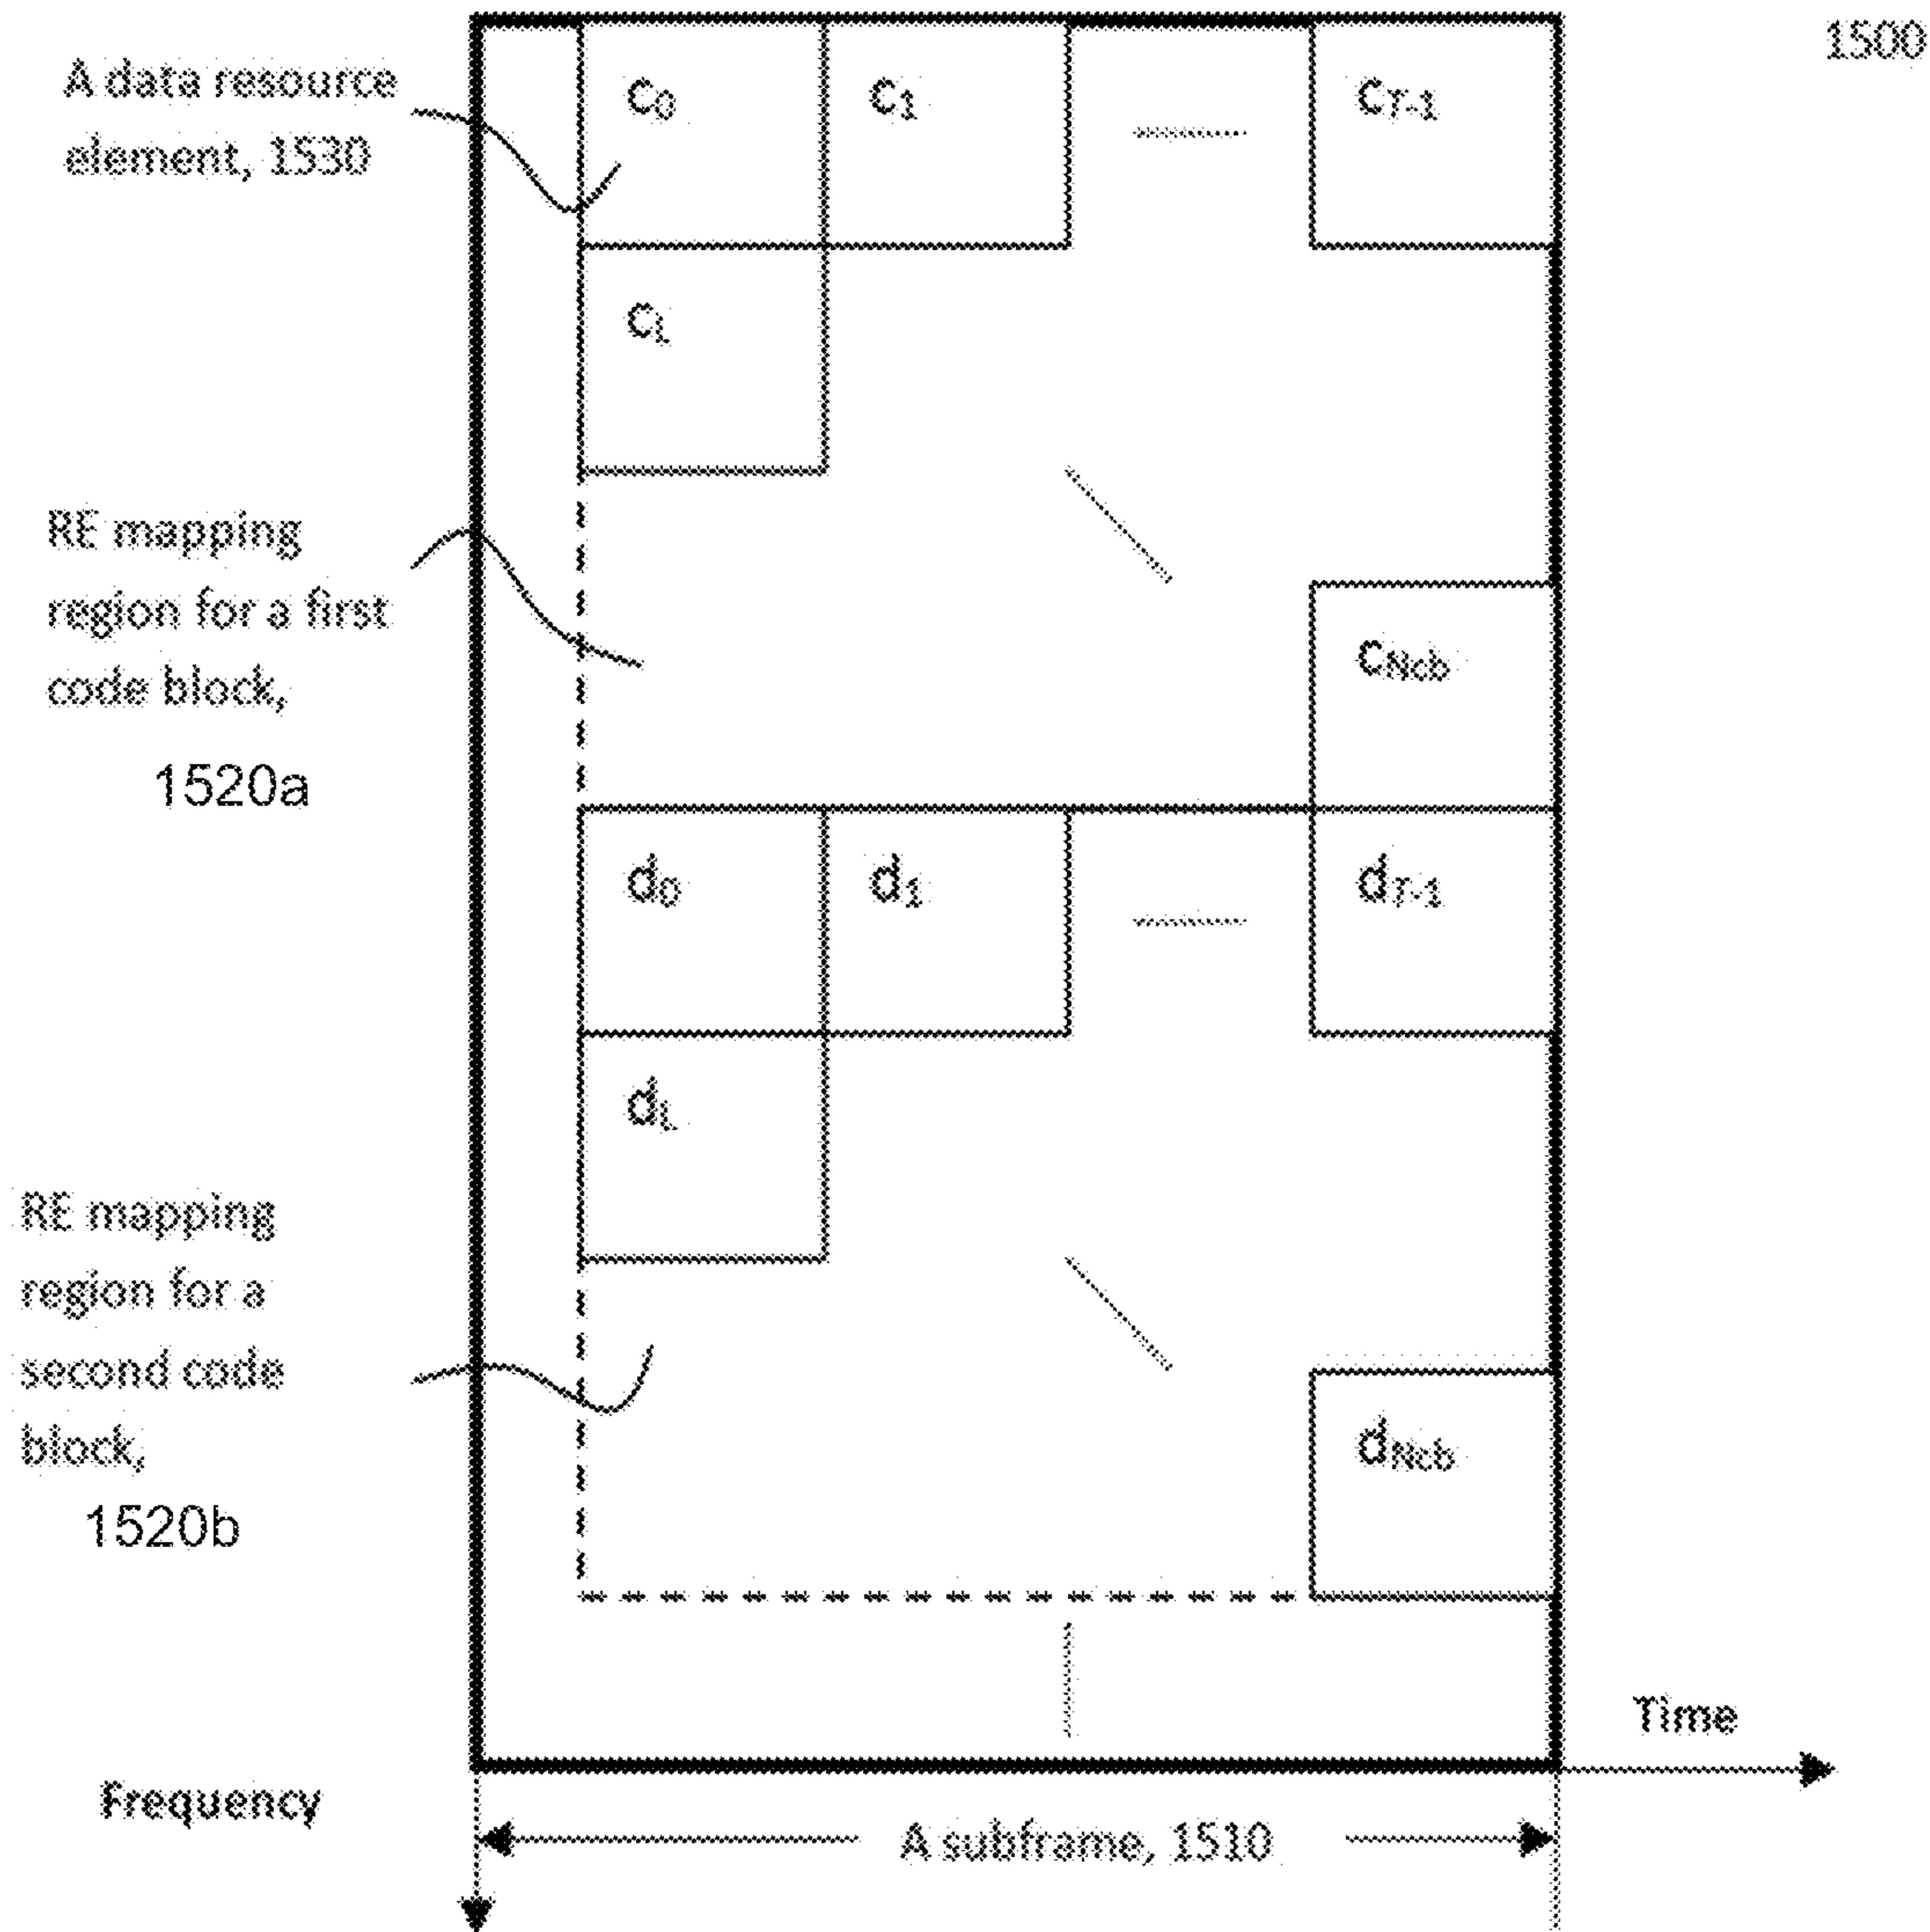 1500
A data resource
element, 1530
c0 c1 cT-1
cL
RE mapping
region for a first
code block,
1520a
cNcb
d0 d1 dT-1
dL
RE mapping
region for a
second code
block,
1520b
dNcb
Time
Frequency
A subframe, 1510